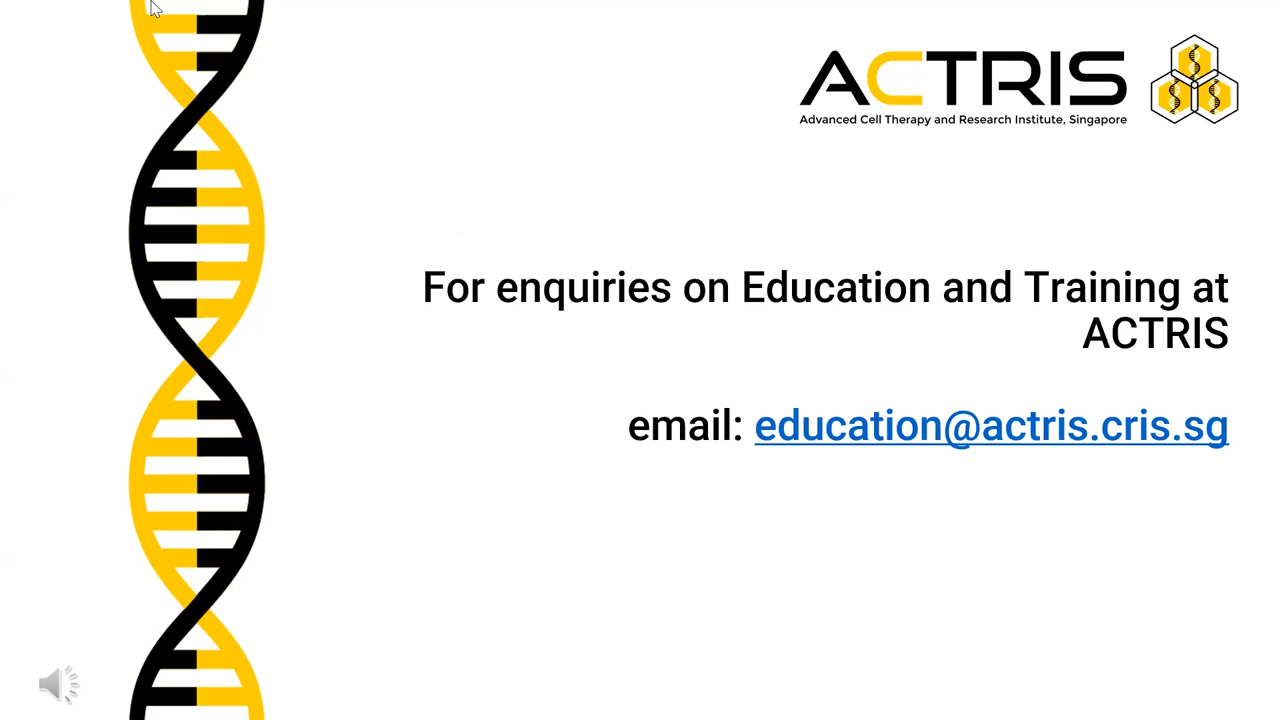 ACTRIS
Advanced Cell Therapy and Research Institute, Singapore
For enquiries on Education and Training at
ACTRIS
email: education@actris.cris.sg